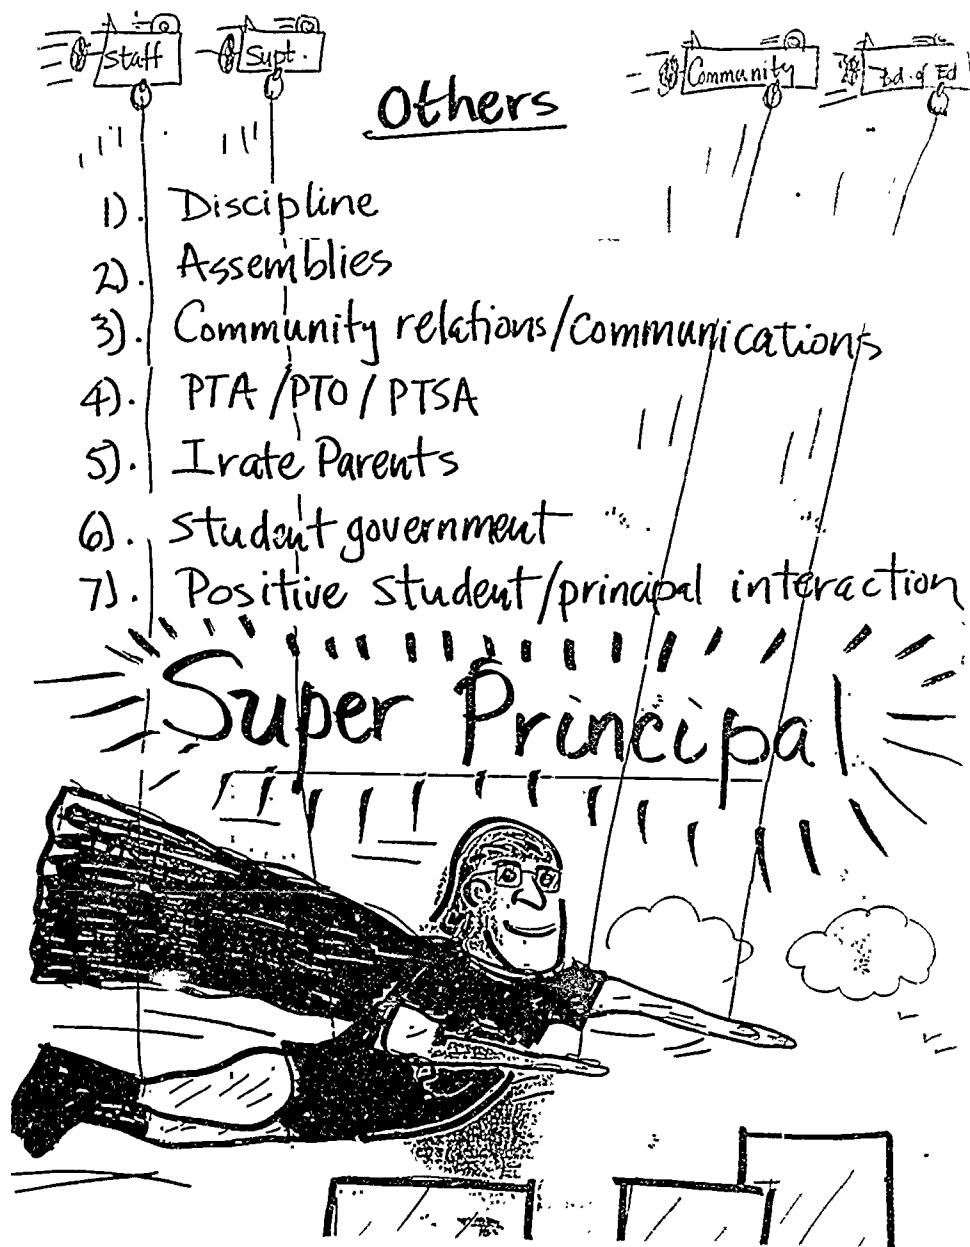 Staff
Supt.
Community
Bd. of Ed
Others
1). Discipline
2). Assemblies
3). Community relations/communications
4). PTA/PTO/PTSA
5). Irate Parents
6). Student government
7). Positive student/principal interaction
Super Principal